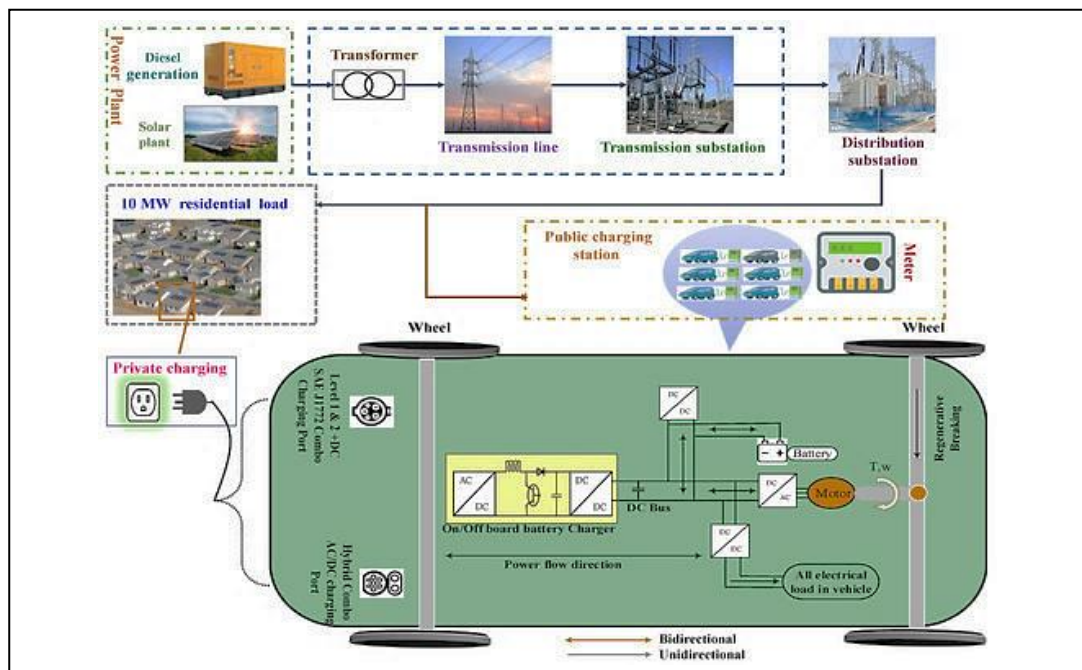 Power Plant
Diesel
generation
Solar
plant
Transformer
Transmission line
Transmission substation
Distribution
substation
10 MW residential load
Public charging
station
Meter
Private charging
Wheel
Wheel
Level 1 & 2 +DC
SAE J1772 Combo
Charging Port
Hybrid Combo
AC/DC charging
Port
AC
DC
DC
DC
On/Off board battery Charger
DC
DC
Battery
DC Bus
DC
AC
Motor
T,w
Regenerative
Breaking
DC
DC
Power flow direction
All electrical
load in vehicle
Bidirectional
Unidirectional